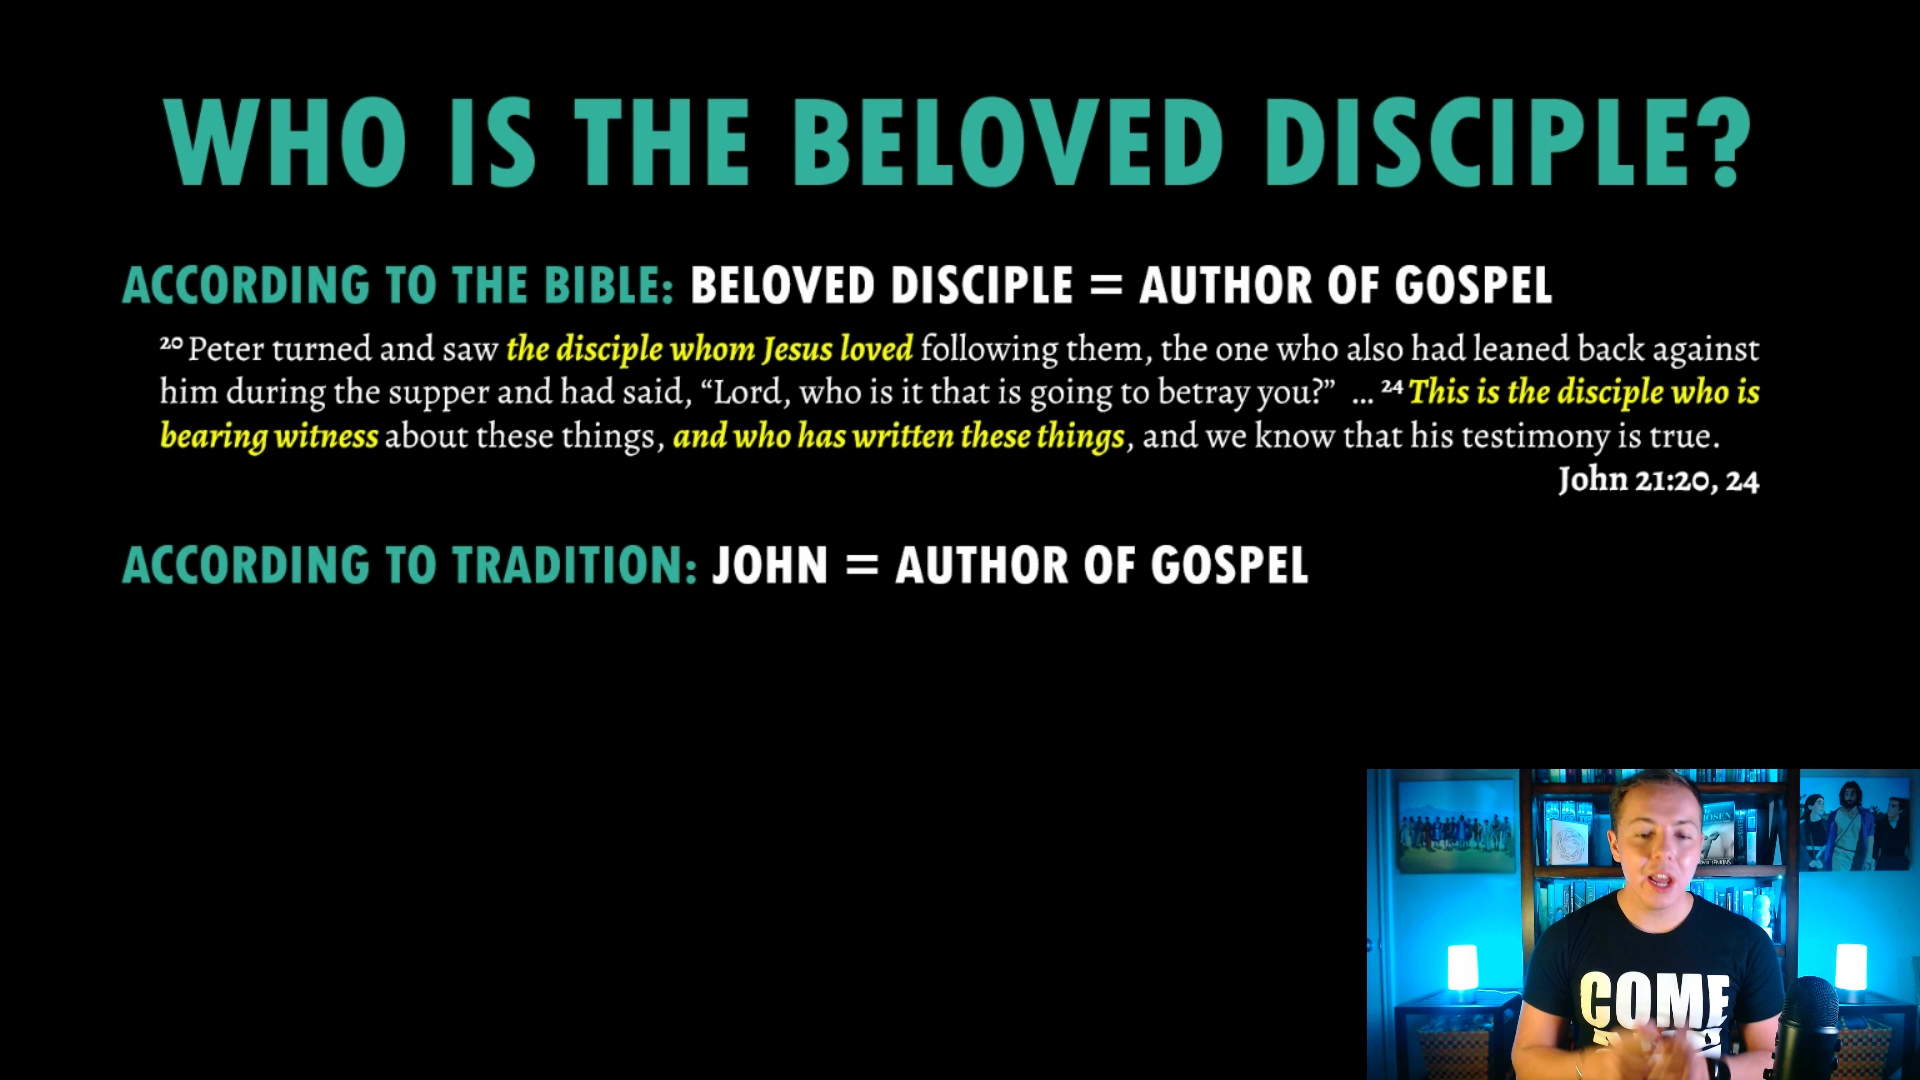 WHO IS THE BELOVED DISCIPLE?
ACCORDING TO THE BIBLE: BELOVED DISCIPLE = AUTHOR OF GOSPEL
20 Peter turned and saw the disciple whom Jesus loved following them, the one who also had leaned back against
him during the supper and had said, “Lord, who is it that is going to betray you?” ... 24 This is the disciple who is
bearing witness about these things, and who has written these things, and we know that his testimony is true.
John 21:20, 24
ACCORDING TO TRADITION: JOHN = AUTHOR OF GOSPEL
COME